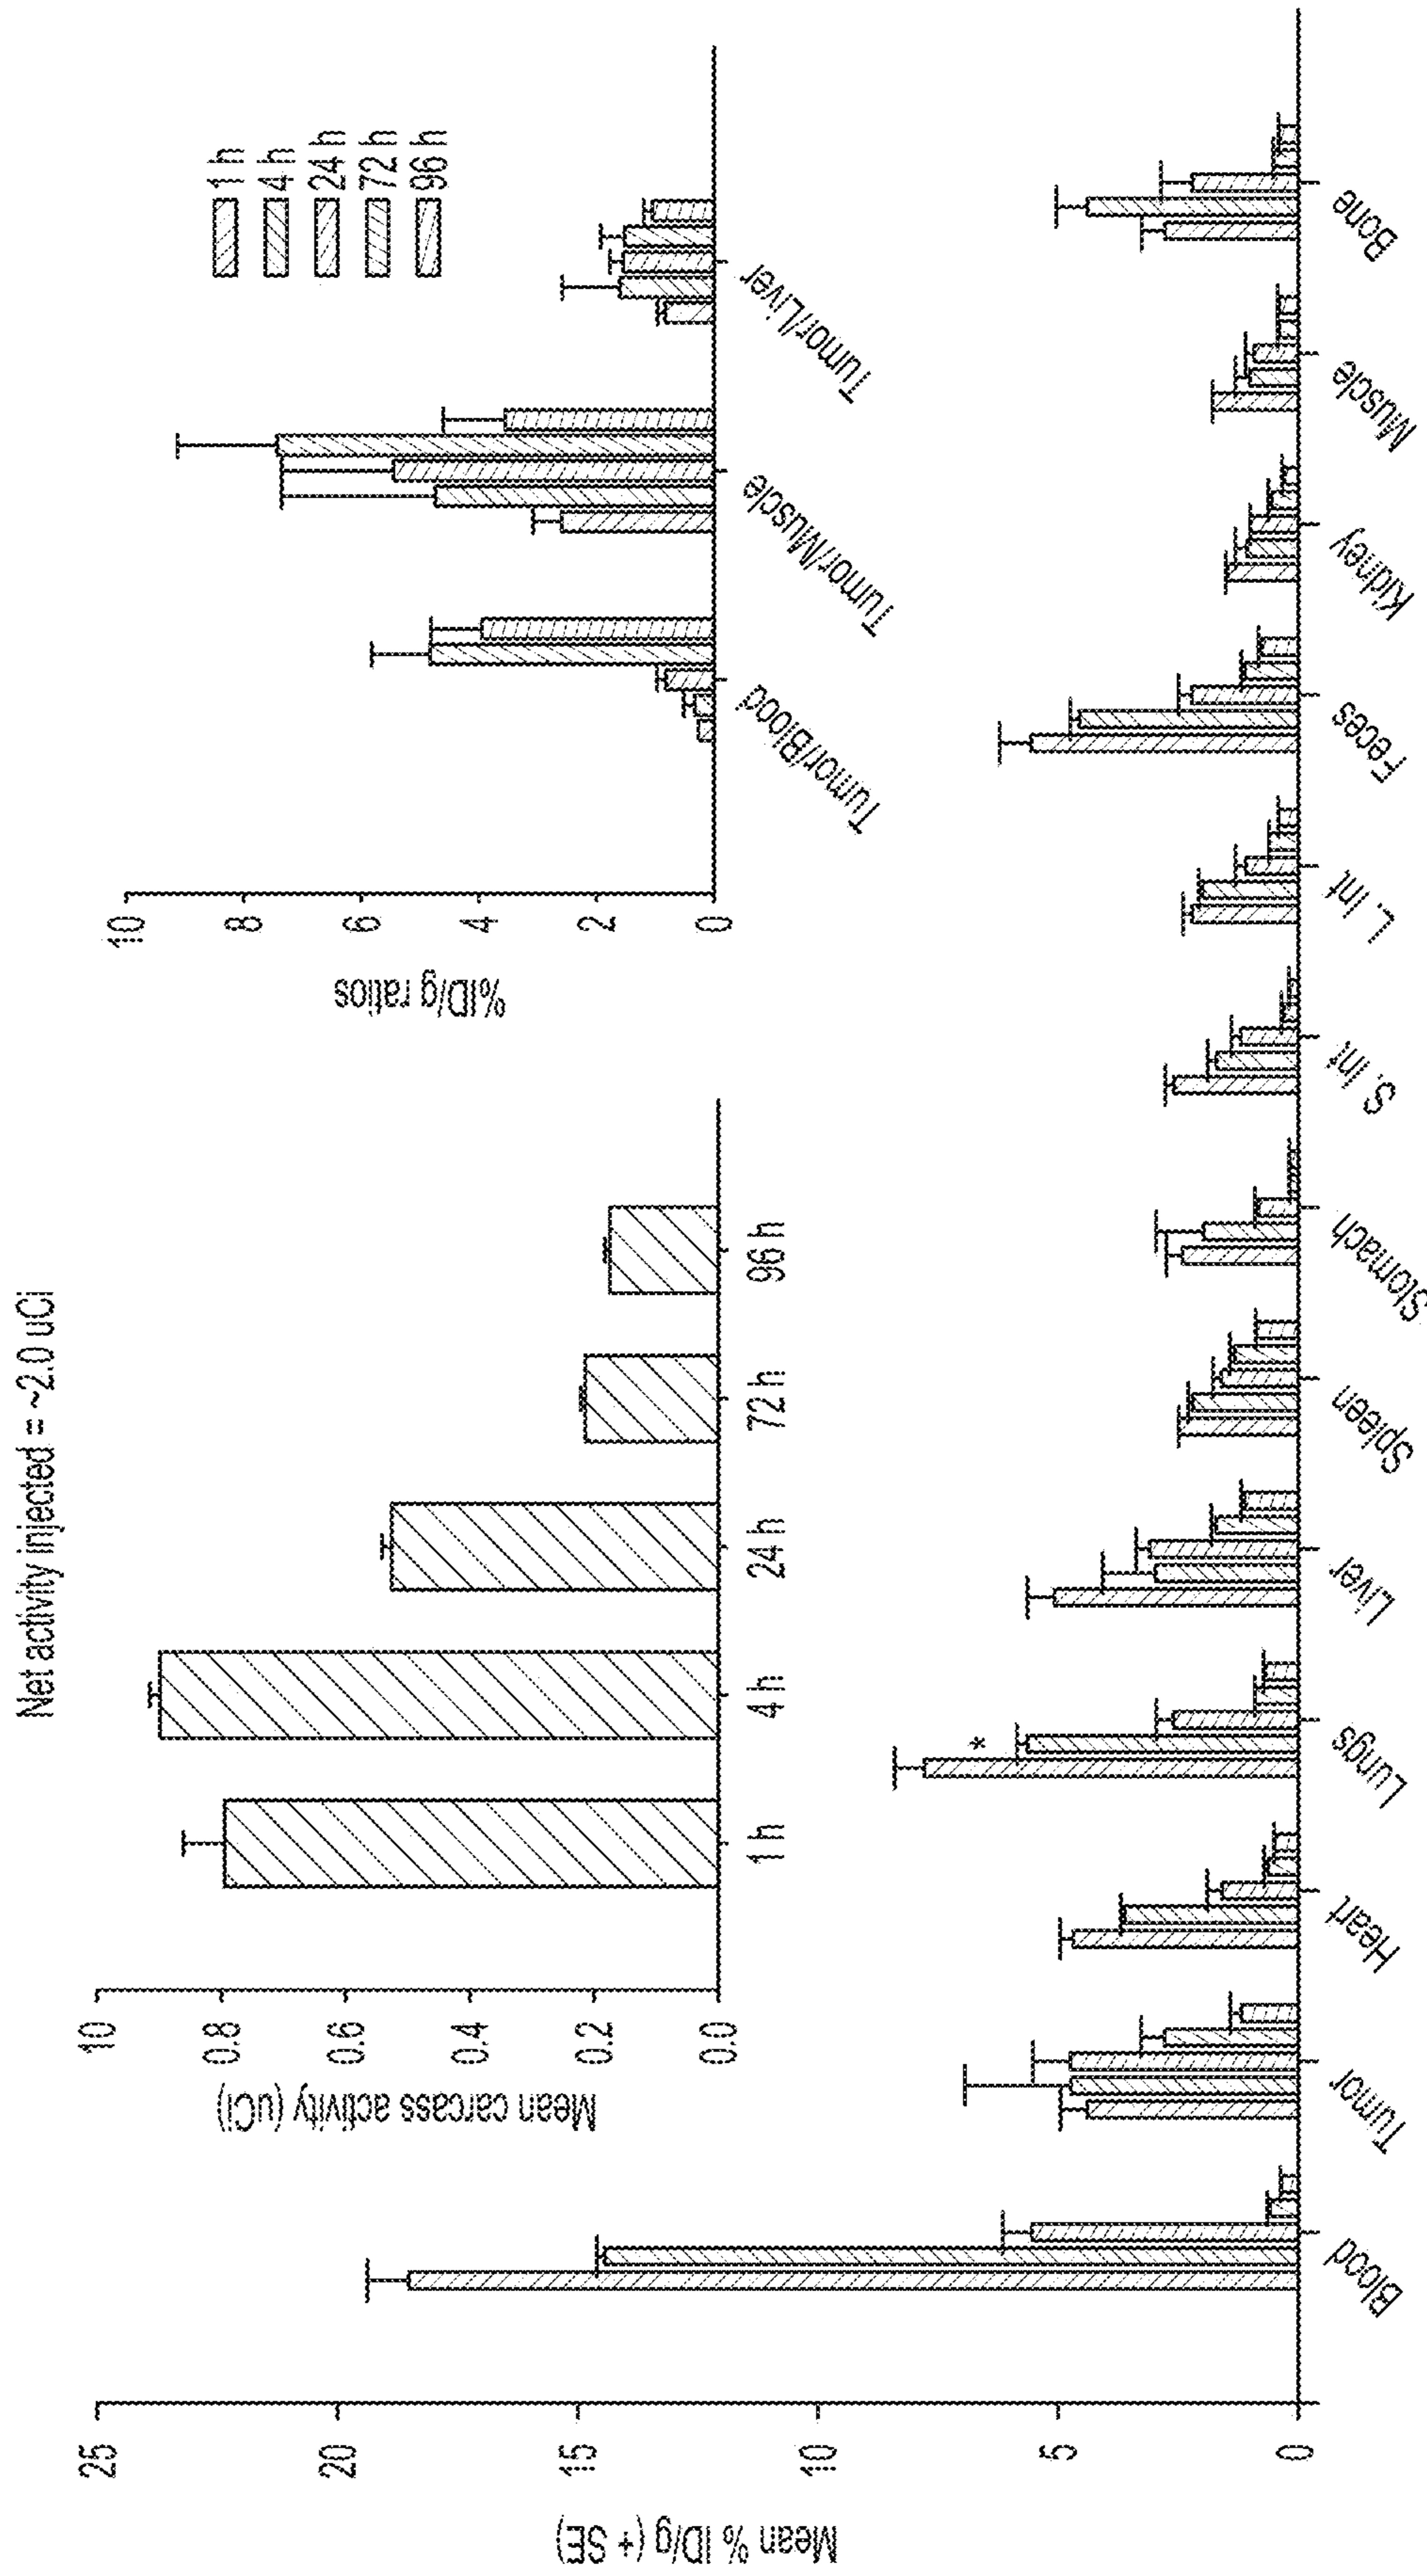 Net activity injected = ~2.0 uCi
Mean carcass activity (uCi)
10
0.8
0.6
0.4
0.2
0.0
1 h
4 h
24 h
72 h
96 h
%ID/g ratios
10
8
6
4
2
0
Tumor/Blood
Tumor/Muscle
Tumor/Liver
1 h
4 h
24 h
72 h
96 h
Mean % ID/g (+ SE)
25
20
15
10
5
0
*
Blood
Tumor
Heart
Lungs
Liver
Spleen
Stomach
S. Int
L. Int
Feces
Kidney
Muscle
Bone